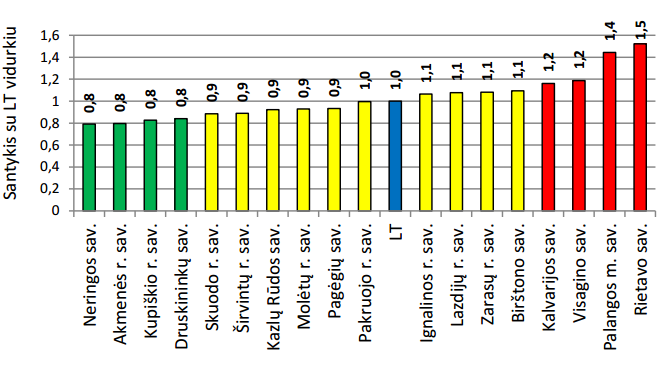 Santykis su LT vidurkiu
1,6
1,4
1,2
1
0,8
0,6
0,4
0,2
0
0,8
0,8
0,8
0,8
0,9
0,9
0,9
0,9
0,9
1,0
1,0
1,1
1,1
1,1
1,1
1,2
1,2
1,4
1,5
Neringos sav.
Akmenės r. sav.
Kupiškio r. sav.
Druskininkų sav.
Skuodo r. sav.
Širvintų r. sav.
Kazlų Rūdos sav.
Molėtų r. sav.
Pagėgių sav.
Pakruojo r. sav.
LT
Ignalinos r. sav.
Lazdijų r. sav.
Zarasų r. sav.
Birštono sav.
Kalvarijos sav.
Visagino sav.
Palangos m. sav.
Rietavo sav.